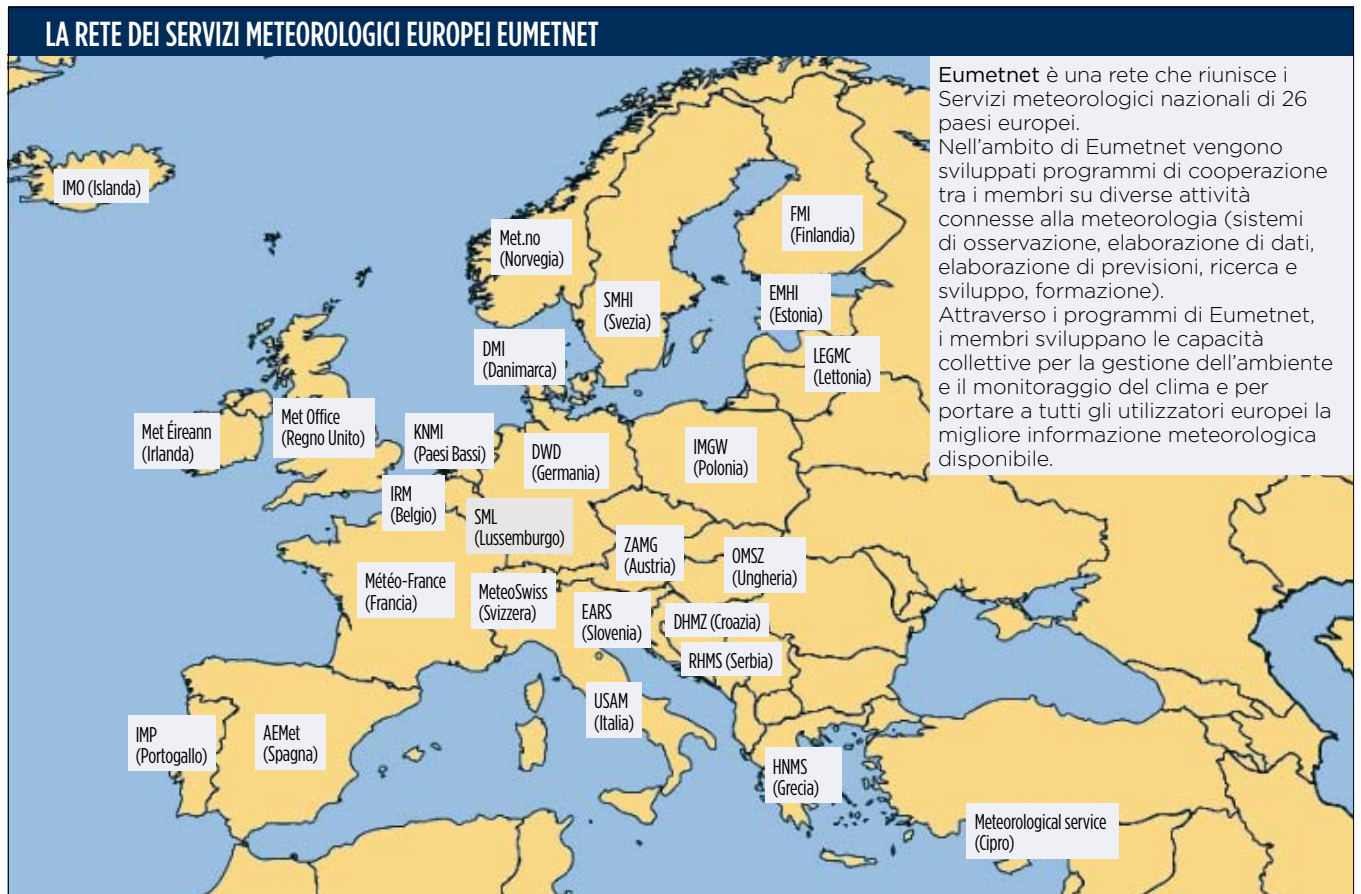 LA RETE DEI SERVIZI METEOROLOGICI EUROPEI EUMETNET
Eumetnet è una rete che riunisce i
Servizi meteorologici nazionali di 26
paesi europei.
Nell'ambito di Eumetnet vengono
sviluppati programmi di cooperazione
tra i membri su diverse attività
connesse alla meteorologia (sistemi
di osservazione, elaborazione di dati,
elaborazione di previsioni, ricerca e
sviluppo, formazione).
Attraverso i programmi di Eumetnet,
i membri sviluppano le capacità
collettive per la gestione dell'ambiente
e il monitoraggio del clima e per
portare a tutti gli utilizzatori europei la
migliore informazione meteorologica
disponibile.
IMO (Islanda)
Met.no
(Norvegia)
FMI
(Finlandia)
SMHI
(Svezia)
EMHI
(Estonia)
DMI
(Danimarca)
LEGMC
(Lettonia)
Met Éireann
(Irlanda)
Met Office
(Regno Unito)
KNMI
(Paesi Bassi)
DWD
(Germania)
IMGW
(Polonia)
IRM
(Belgio)
SML
(Lussemburgo)
ZAMG
(Austria)
OMSZ
(Ungheria)
Météo-France
(Francia)
MeteoSwiss
(Svizzera)
EARS
(Slovenia)
DHMZ (Croazia)
RHMS (Serbia)
USAM
(Italia)
IMP
(Portogallo)
AEMet
(Spagna)
HNMS
(Grecia)
Meteorological service
(Cipro)